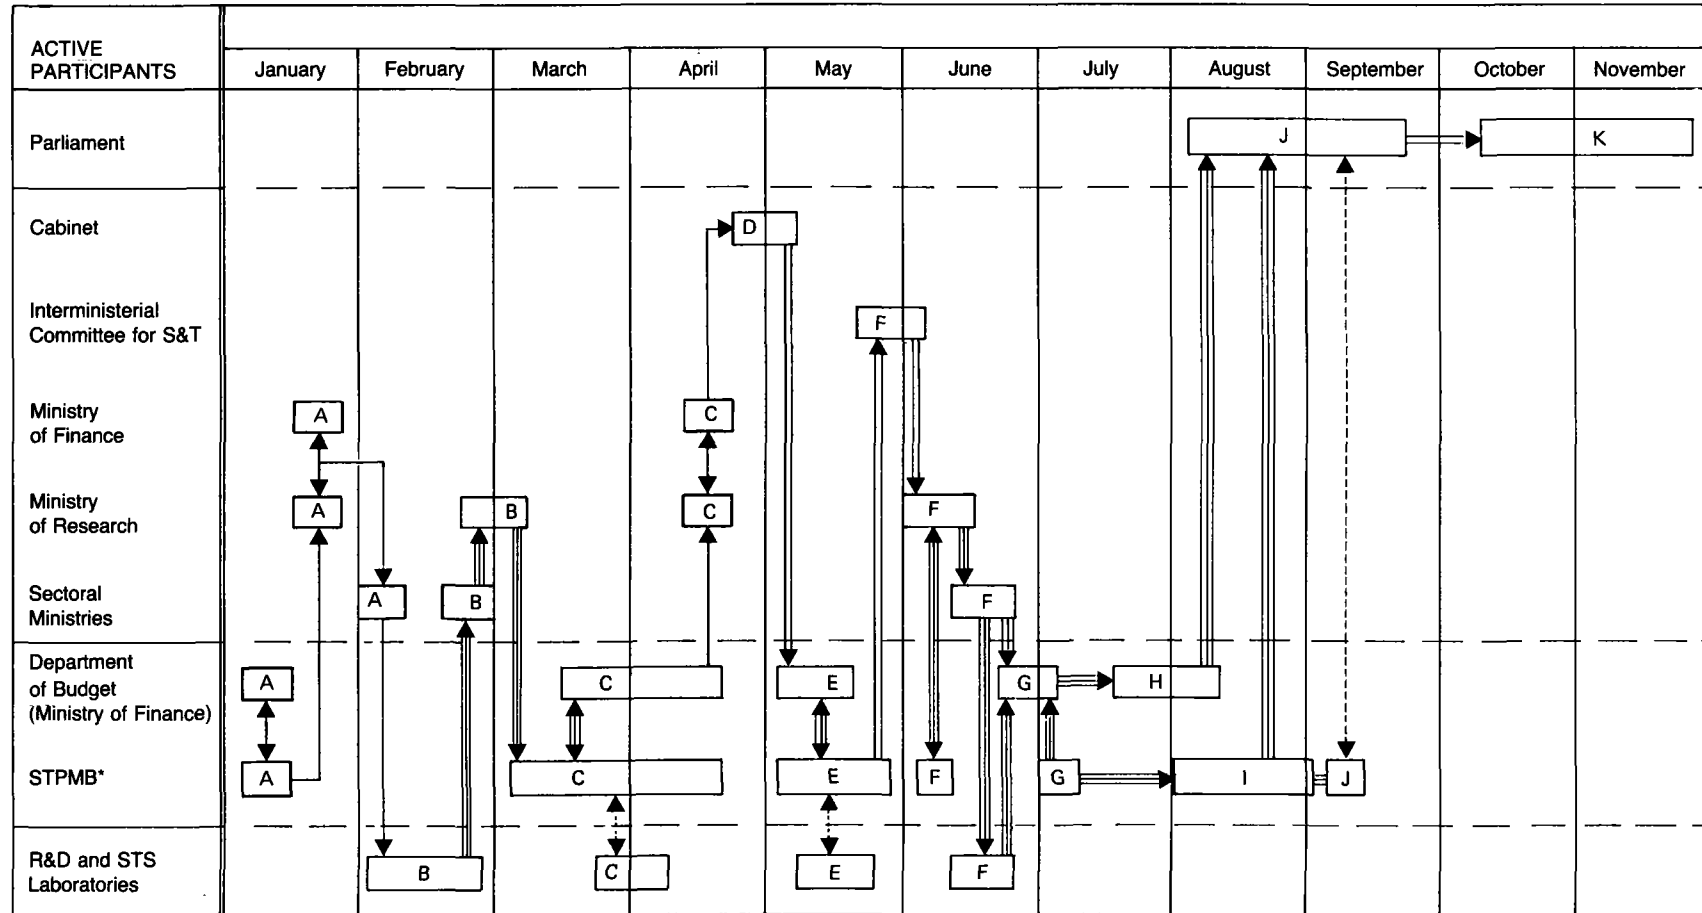 ACTIVE
PARTICIPANTS
January February March April May June July August September October November
Parliament
J K
Cabinet
D
Interministerial
Committee for S&T
F
Ministry
of Finance
A C
Ministry
of Research
A B C F
Sectoral
Ministries
A B F
Department
of Budget
(Ministry of Finance)
A C E G H
STPMB*
A C E F G I J
R&D and STS
Laboratories
B C E F